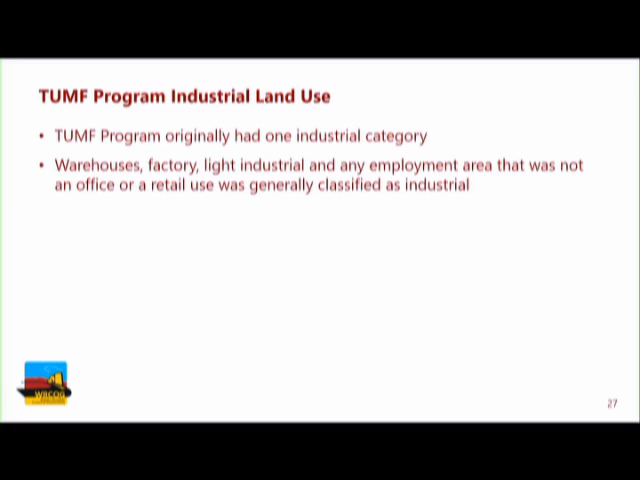 TUMF Program Industrial Land Use
• TUMF Program originally had one industrial category
• Warehouses, factory, light industrial and any employment area that was not
an office or a retail use was generally classified as industrial
WRCOG
27